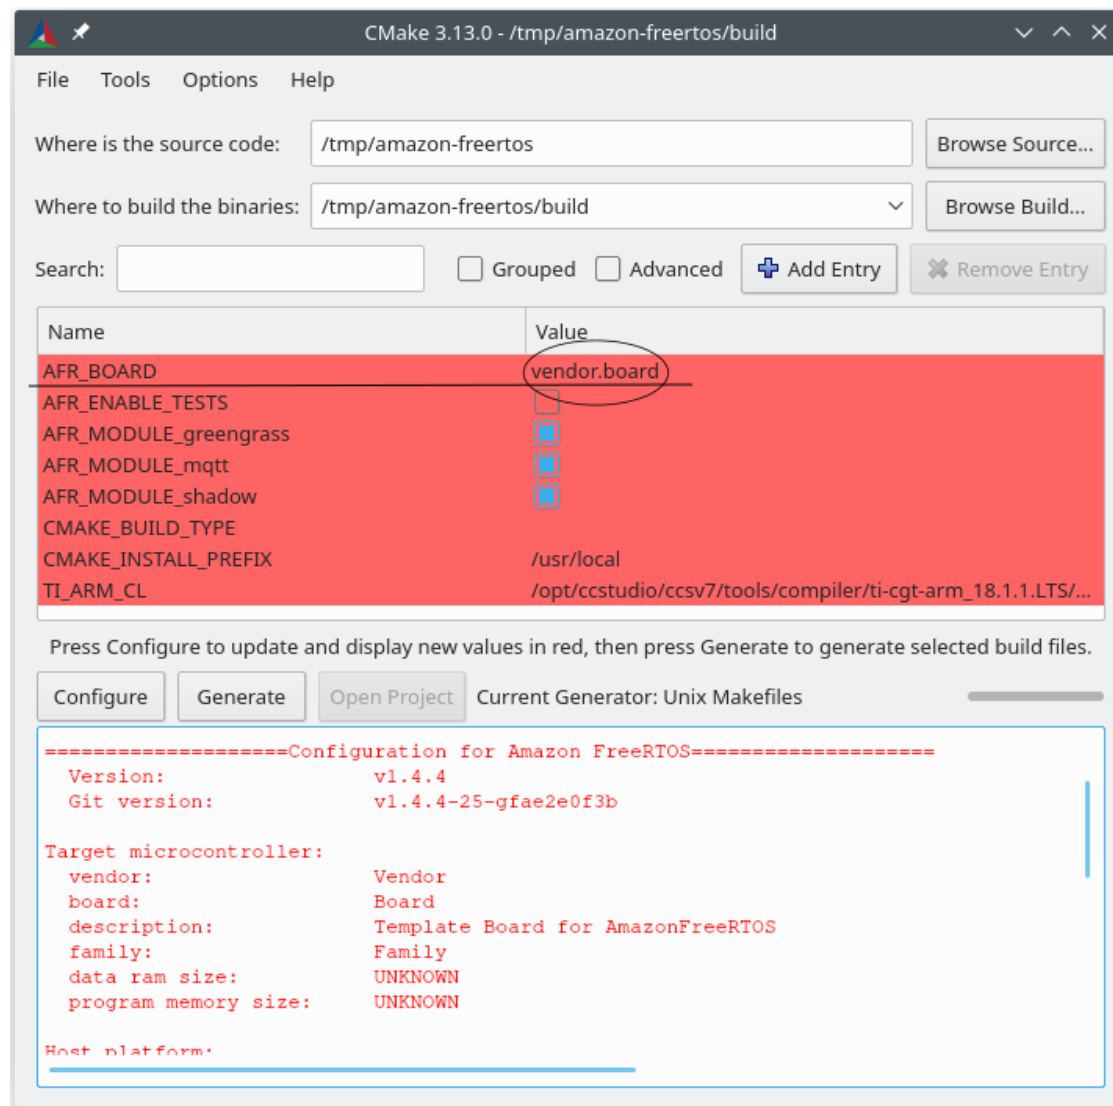 CMake 3.13.0 - /tmp/amazon-freertos/build
File Tools Options Help
Where is the source code: /tmp/amazon-freertos Browse Source...
Where to build the binaries: /tmp/amazon-freertos/build Browse Build...
Search: Grouped Advanced Add Entry Remove Entry
Name Value
AFR_BOARD vendor.board
AFR_ENABLE_TESTS
AFR_MODULE_greengrass
AFR_MODULE_mqtt
AFR_MODULE_shadow
CMAKE_BUILD_TYPE
CMAKE_INSTALL_PREFIX /usr/local
TI_ARM_CL /opt/ccstudio/ccsv7/tools/compiler/ti-cgt-arm_18.1.1.LTS/...
Press Configure to update and display new values in red, then press Generate to generate selected build files.
Configure Generate Open Project Current Generator: Unix Makefiles
====================Configuration for Amazon FreeRTOS====================
Version: v1.4.4
Git version: v1.4.4-25-gfae2e0f3b
Target microcontroller:
vendor: Vendor
board: Board
description: Template Board for AmazonFreeRTOS
family: Family
data ram size: UNKNOWN
program memory size: UNKNOWN
Host platform: